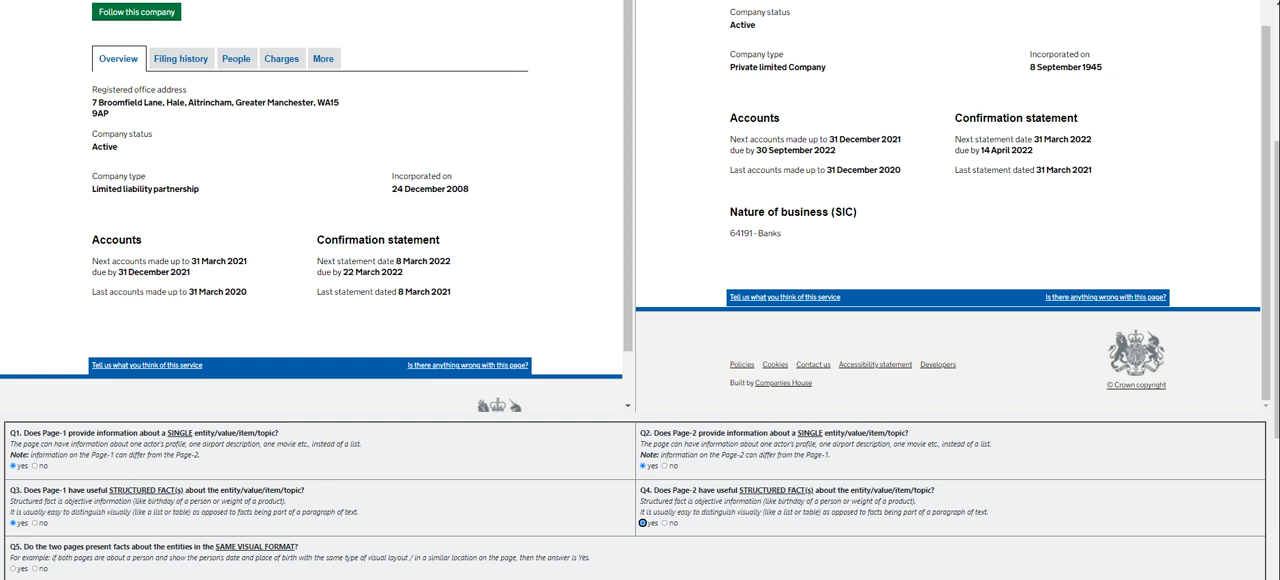 Follow this company
Overview
Filing history
People
Charges
More
Registered office address
7 Broomfield Lane, Hale, Altrincham, Greater Manchester, WA15
9AP
Company status
Active
Company type
Limited liability partnership
Incorporated on
24 December 2008
Accounts
Next accounts made up to 31 March 2021
due by 31 December 2021
Last accounts made up to 31 March 2020
Confirmation statement
Next statement date 8 March 2022
due by 22 March 2022
Last statement dated 8 March 2021
Tell us what you think of this service
Is there anything wrong with this page?
Company status
Active
Company type
Private limited Company
Incorporated on
8 September 1945
Accounts
Next accounts made up to 31 December 2021
due by 30 September 2022
Last accounts made up to 31 December 2020
Confirmation statement
Next statement date 31 March 2022
due by 14 April 2022
Last statement dated 31 March 2021
Nature of business (SIC)
64191 - Banks
Tell us what you think of this service
Is there anything wrong with this page?
Policies
Cookies
Contact us
Accessibility statement
Developers
Built by Companies House
© Crown copyright
Q1. Does Page-1 provide information about a SINGLE entity/value/item/topic?
The page can have information about one actor's profile, one airport description, one movie etc., instead of a list.
Note: information on the Page-1 can differ from the Page-2.
yes no
Q2. Does Page-2 provide information about a SINGLE entity/value/item/topic?
The page can have information about one actor's profile, one airport description, one movie etc., instead of a list.
Note: information on the Page-2 can differ from the Page-1.
yes no
Q3. Does Page-1 have useful STRUCTURED FACT(s) about the entity/value/item/topic?
Structured fact is objective information (like birthday of a person or weight of a product).
It is usually easy to distinguish visually (like a list or table) as opposed to facts being part of a paragraph of text.
yes no
Q4. Does Page-2 have useful STRUCTURED FACT(s) about the entity/value/item/topic?
Structured fact is objective information (like birthday of a person or weight of a product).
It is usually easy to distinguish visually (like a list or table) as opposed to facts being part of a paragraph of text.
yes no
Q5. Do the two pages present facts about the entities in the SAME VISUAL FORMAT?
For example: if both pages are about a person and show the person's date and place of birth with the same type of visual layout / in a similar location on the page, then the answer is Yes.
yes no